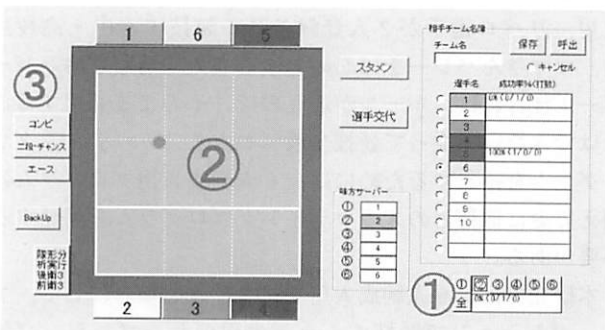 1 6 5
③
コンビ
二段・チャンス
エース
BackUp
隊形分
析実行
後衛3
前衛3
②
2 3 4
スタメン
選手交代
味方サーバー
① 1
② 2
③ 3
④ 4
⑤ 5
⑥ 6
相手チーム名簿
チーム名
保存 呼出
キャンセル
選手名 成功率%(打数)
1 0%(0/1/0)
2
3
4
5 100%(1/0/0)
6
7
8
9
10
①
① ② ③ ④ ⑤ ⑥
全 0%(0/1/0)